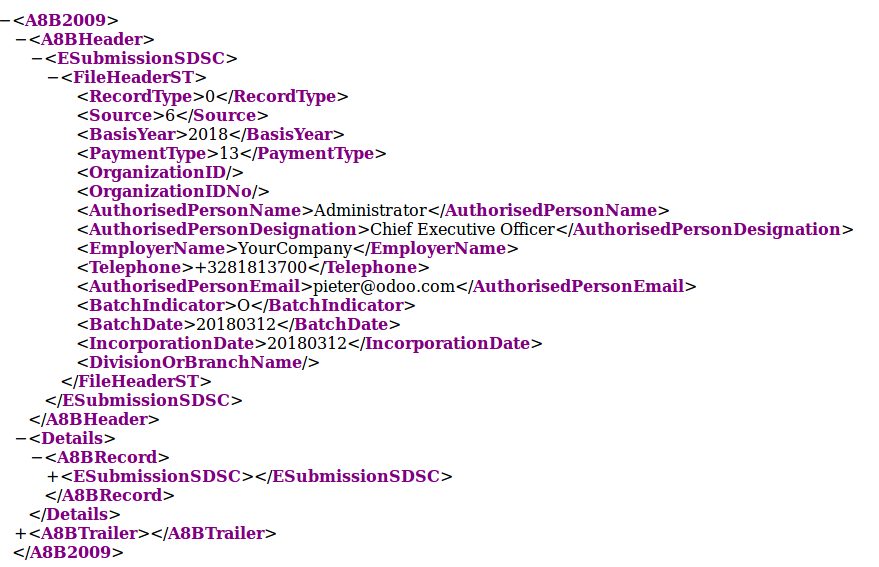 −<A8B2009>
−<A8BHeader>
−<ESubmissionSDSC>
−<FileHeaderST>
<RecordType>0</RecordType>
<Source>6</Source>
<BasisYear>2018</BasisYear>
<PaymentType>13</PaymentType>
<OrganizationID/>
<OrganizationIDNo/>
<AuthorisedPersonName>Administrator</AuthorisedPersonName>
<AuthorisedPersonDesignation>Chief Executive Officer</AuthorisedPersonDesignation>
<EmployerName>YourCompany</EmployerName>
<Telephone>+3281813700</Telephone>
<AuthorisedPersonEmail>pieter@odoo.com</AuthorisedPersonEmail>
<BatchIndicator>O</BatchIndicator>
<BatchDate>20180312</BatchDate>
<IncorporationDate>20180312</IncorporationDate>
<DivisionOrBranchName/>
</FileHeaderST>
</ESubmissionSDSC>
</A8BHeader>
−<Details>
−<A8BRecord>
+<ESubmissionSDSC></ESubmissionSDSC>
</A8BRecord>
</Details>
+<A8BTrailer></A8BTrailer>
</A8B2009>